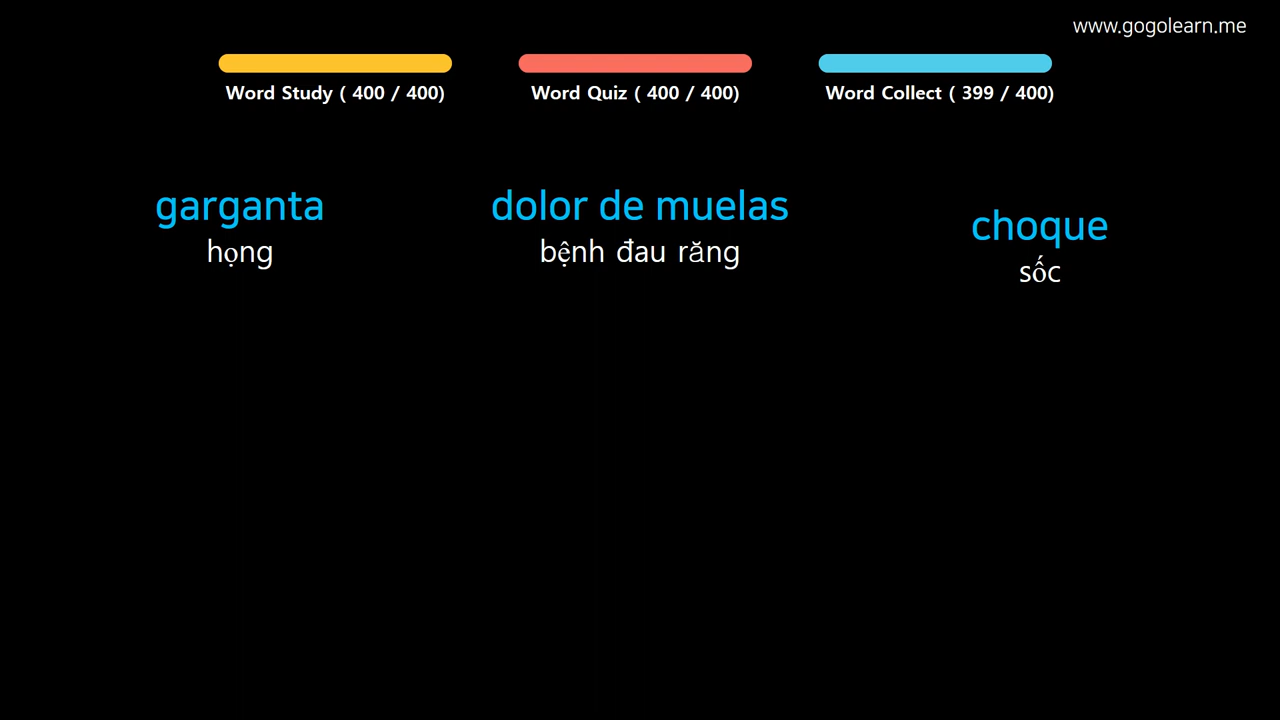 www.gogolearn.me
Word Study ( 400 / 400)
Word Quiz ( 400 / 400)
Word Collect ( 399 / 400)
garganta
họng
dolor de muelas
bệnh đau răng
choque
sốc